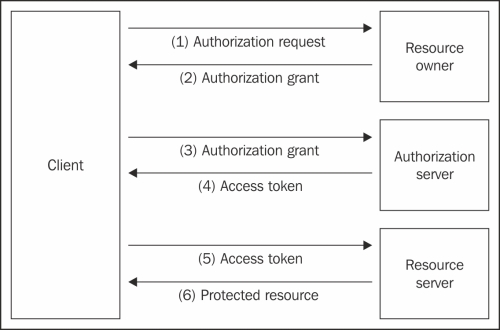 Client
(1) Authorization request
(2) Authorization grant
Resource
owner
(3) Authorization grant
(4) Access token
Authorization
server
(5) Access token
(6) Protected resource
Resource
server